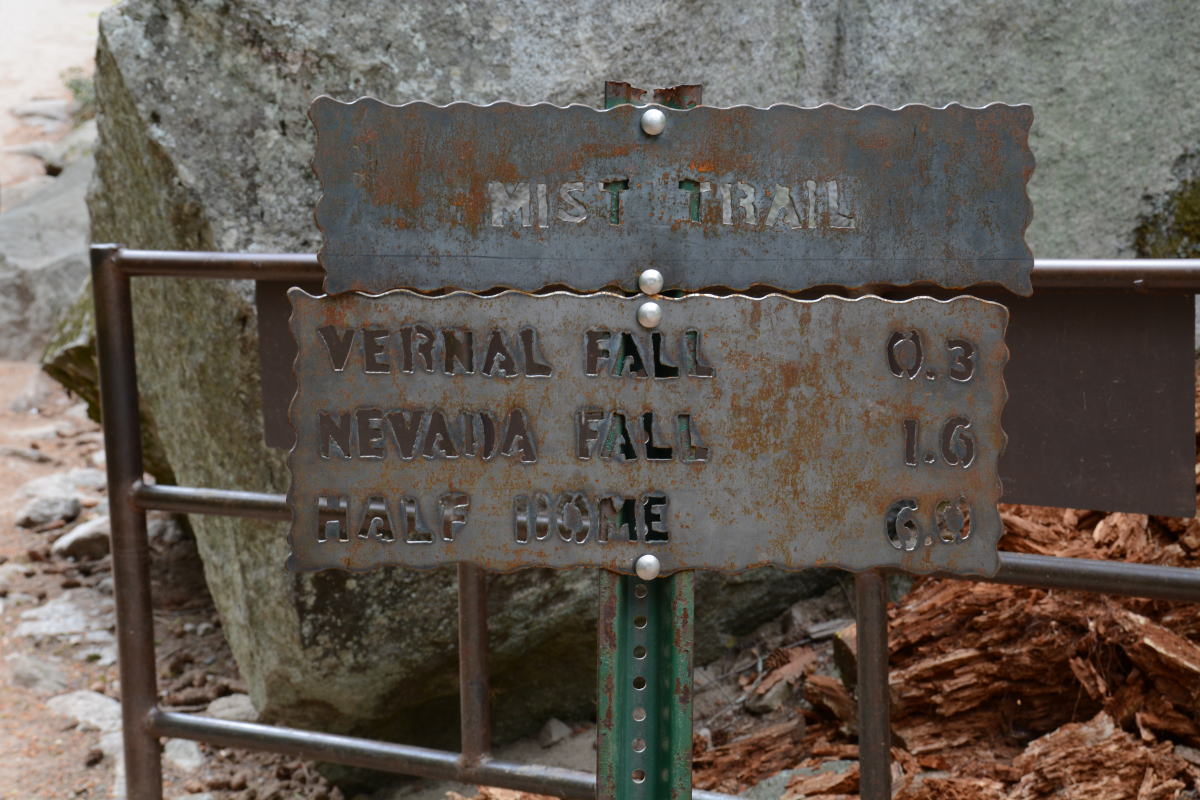 MIST TRAIL
VERNAL FALL 0.3
NEVADA FALL 1.6
HALF DOME 6.0